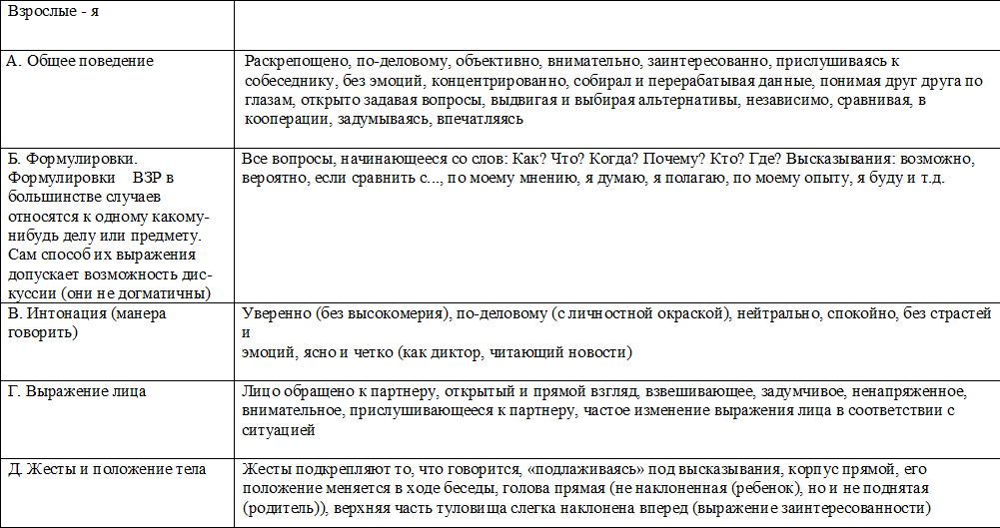 Взрослые - я
А. Общее поведение
Раскрепощено, по-деловому, объективно, внимательно, заинтересованно, прислушиваясь к
собеседнику, без эмоций, концентрированно, собирал и перерабатывая данные, понимая друг друга по
глазам, открыто задавая вопросы, выдвигая и выбирая альтернативы, независимо, сравнивая, в
кооперации, задумываясь, впечатляясь
Б. Формулировки.
Формулировки ВЗР в
большинстве случаев
относятся к одному какому-
нибудь делу или предмету.
Сам способ их выражения
допускает возможность дис-
куссии (они не догматичны)
Все вопросы, начинающееся со слов: Как? Что? Когда? Почему? Кто? Где? Высказывания: возможно,
вероятно, если сравнить с..., по моему мнению, я думаю, я полагаю, по моему опыту, я буду и т.д.
В. Интонация (манера
говорить)
Уверенно (без высокомерия), по-деловому (с личностной окраской), нейтрально, спокойно, без страстей
и
эмоций, ясно и четко (как диктор, читающий новости)
Г. Выражение лица
Лицо обращено к партнеру, открытый и прямой взгляд, взвешивающее, задумчивое, ненапряженное,
внимательное, прислушивающееся к партнеру, частое изменение выражения лица в соответствии с
ситуацией
Д. Жесты и положение тела
Жесты подкрепляют то, что говорится, «подлаживаясь» под высказывания, корпус прямой, его
положение меняется в ходе беседы, голова прямая (не наклоненная (ребенок), но и не поднятая
(родитель)), верхняя часть туловища слегка наклонена вперед (выражение заинтересованности)